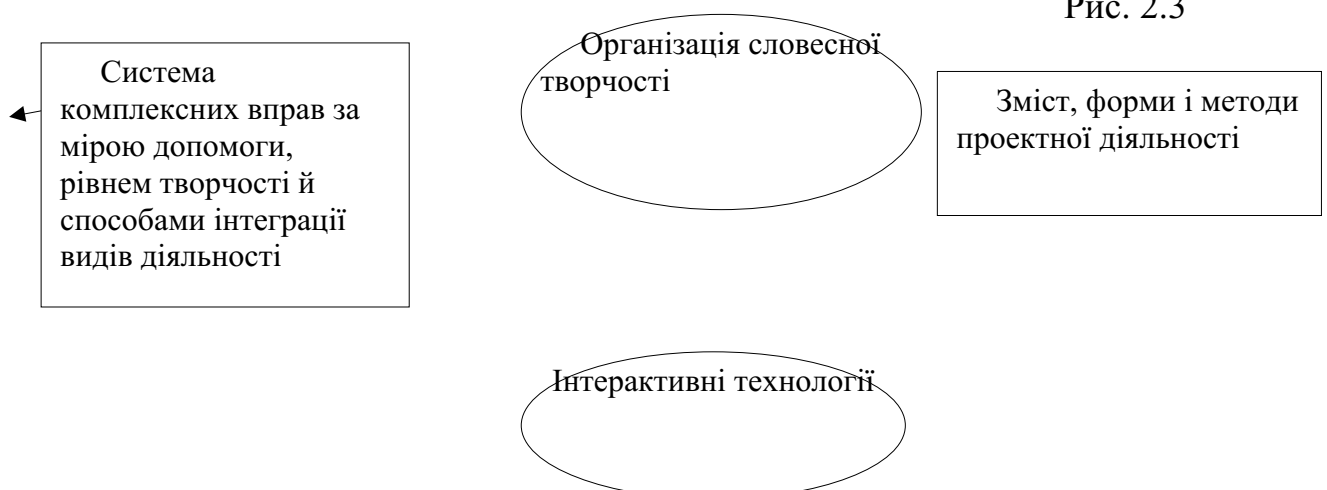 Рис. 2.3
Система
комплексних вправ за
мірою допомоги,
рівнем творчості й
способами інтеграції
видів діяльності
Організація словесної
творчості
Зміст, форми і методи
проектної діяльності
Інтерактивні технології